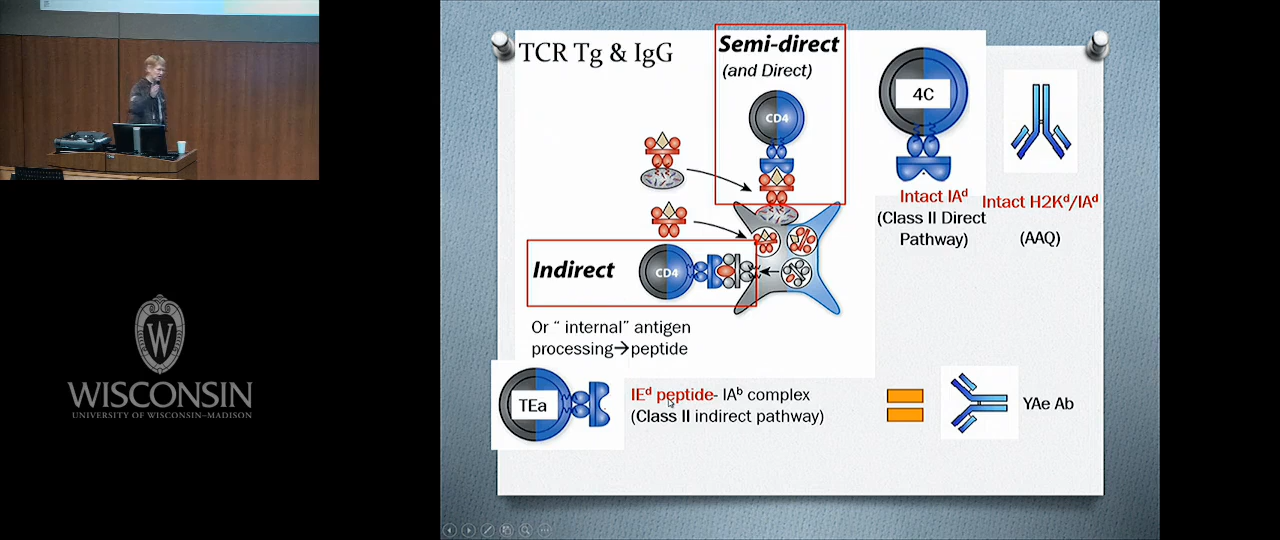 TCR Tg & IgG
Semi-direct
(and Direct)
CD4
4C
Intact IAᵈ
(Class II Direct
Pathway)
Intact H2Kᵈ/IAᵈ
(AAQ)
Indirect
CD4
Or “ internal” antigen
processing→peptide
TEa
IEᵈ peptide- IAᵇ complex
(Class II indirect pathway)
YAe Ab
W
WISCONSIN
UNIVERSITY OF WISCONSIN–MADISON